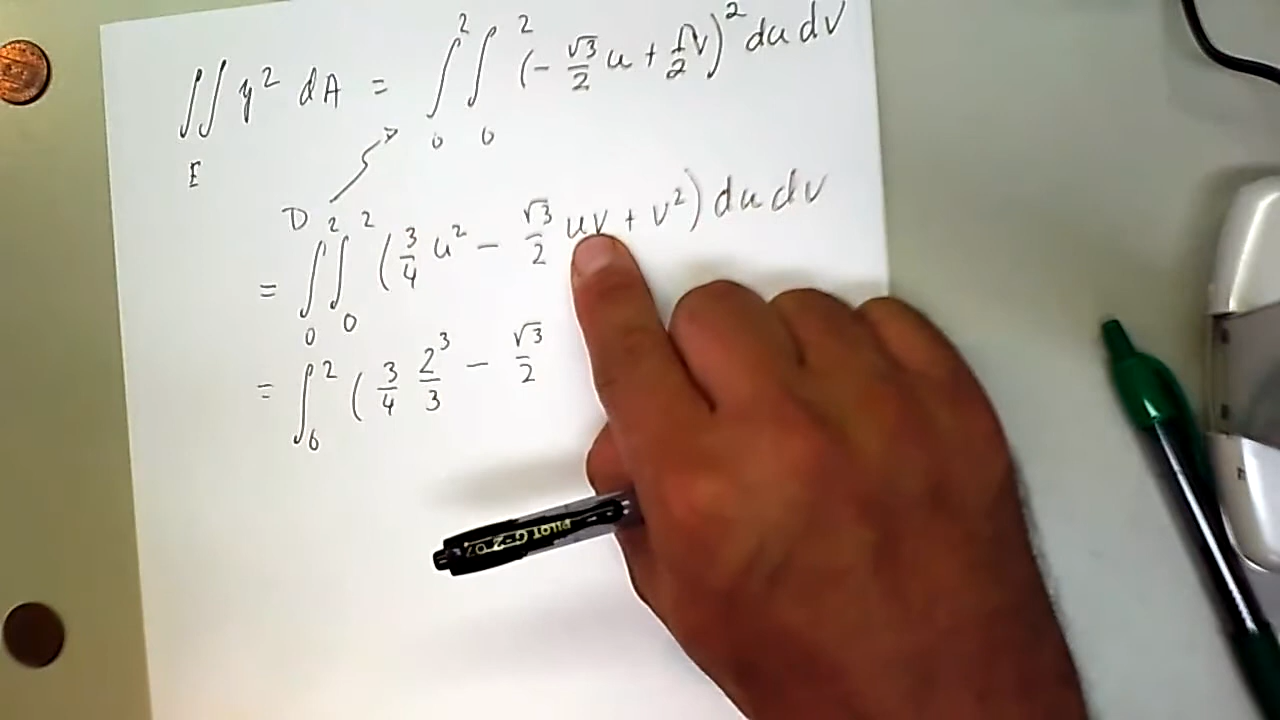 ∬_E y² dA = ∫₀² ∫₀² (- √3/2 u + 1/2 v)² du dv
D
= ∫₀² ∫₀² (3/4 u² - √3/2 uv + v²) du dv
= ∫₀² (3/4 2³/3 - √3/2
PILOT G-2 07